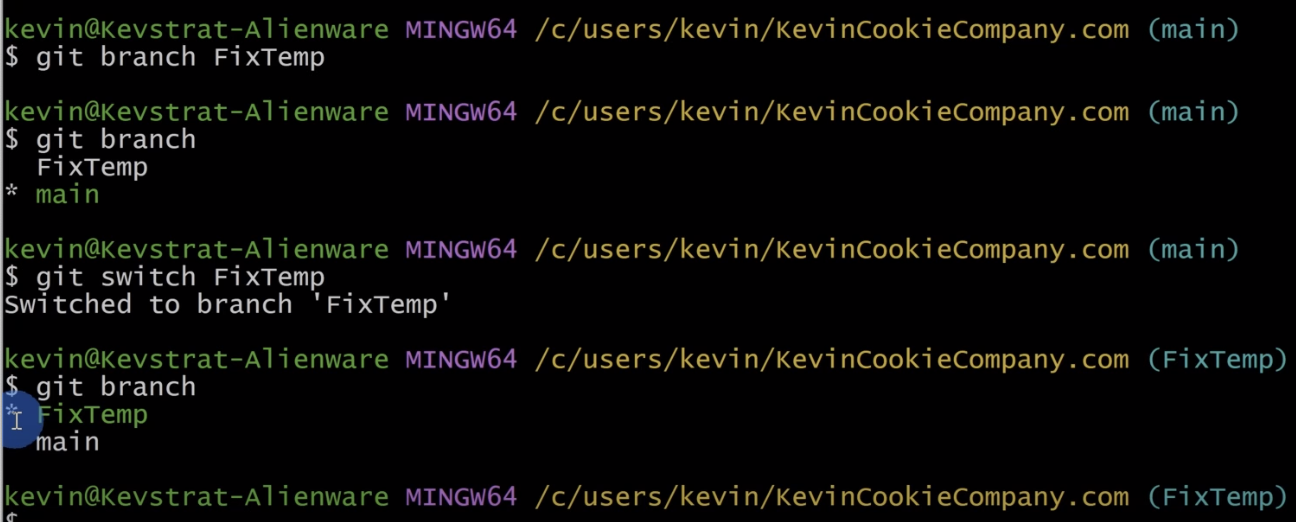 kevin@Kevstrat-Alienware MINGW64 /c/users/kevin/KevinCookieCompany.com (main)
$ git branch FixTemp
kevin@Kevstrat-Alienware MINGW64 /c/users/kevin/KevinCookieCompany.com (main)
$ git branch
  FixTemp
* main
kevin@Kevstrat-Alienware MINGW64 /c/users/kevin/KevinCookieCompany.com (main)
$ git switch FixTemp
Switched to branch 'FixTemp'
kevin@Kevstrat-Alienware MINGW64 /c/users/kevin/KevinCookieCompany.com (FixTemp)
$ git branch
* FixTemp
  main
kevin@Kevstrat-Alienware MINGW64 /c/users/kevin/KevinCookieCompany.com (FixTemp)
$